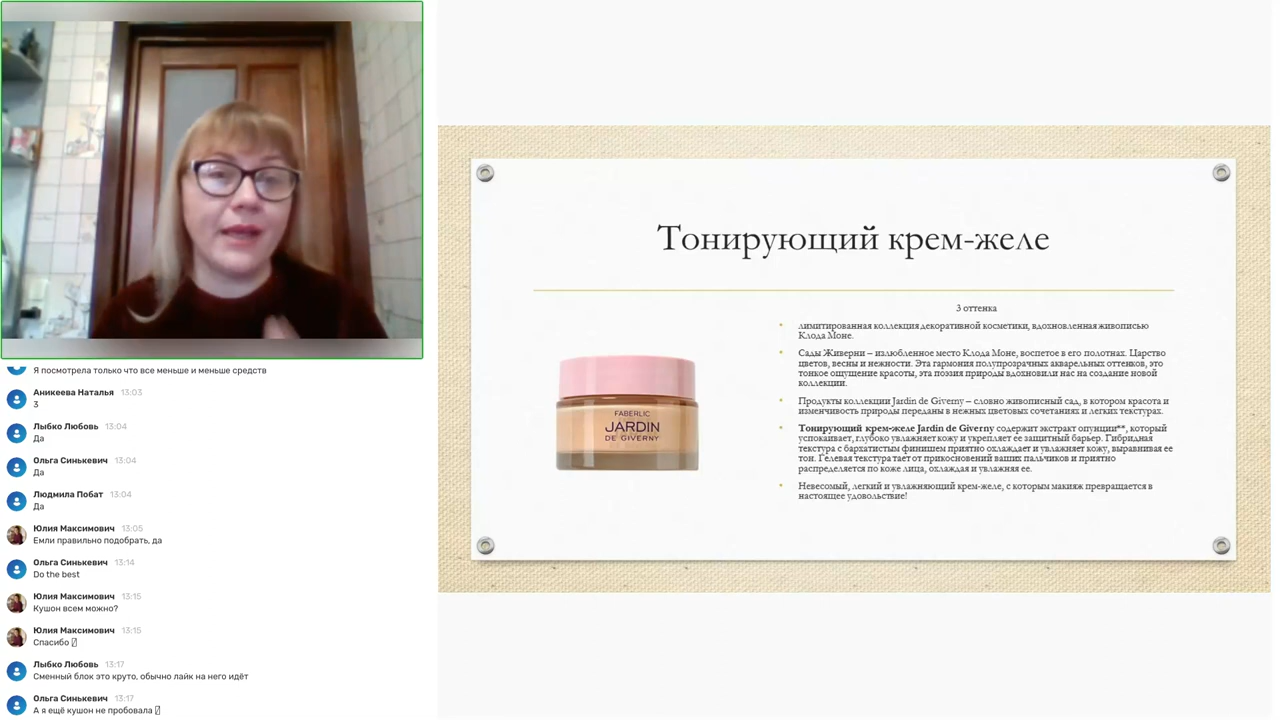 Я посмотрела только что все меньше и меньше средств
Аникеева Наталья 13:03
3
Лыбко Любовь 13:04
Да
Ольга Синькевич 13:04
Да
Людмила Побат 13:04
Да
Юлия Максимович 13:05
Емли правильно подобрать, да
Ольга Синькевич 13:14
Do the best
Юлия Максимович 13:15
Кушон всем можно?
Юлия Максимович 13:15
Спасибо
Лыбко Любовь 13:17
Сменный блок это круто, обычно лайк на него идёт
Ольга Синькевич 13:17
А я ещё кушон не пробовала
Тонирующий крем-желе
3 оттенка
лимитированная коллекция декоративной косметики, вдохновленная живописью
Клода Моне.
Сады Живерни – излюбленное место Клода Моне, воспетое в его полотнах. Царство
цветов, весны и нежности. Эта гармония полупрозрачных акварельных оттенков, это
тонкое ощущение красоты, эта поэзия природы вдохновили нас на создание новой
коллекции.
Продукты коллекции Jardin de Giverny – словно живописный сад, в котором красота и
изменчивость природы переданы в нежных цветовых сочетаниях и легких текстурах.
Тонирующий крем-желе Jardin de Giverny содержит экстракт опунции**, который
успокаивает, глубоко увлажняет кожу и укрепляет ее защитный барьер. Гибридная
текстура с бархатистым финишем приятно охлаждает и увлажняет кожу, выравнивая ее
тон. Гелевая текстура тает от прикосновений ваших пальчиков и приятно
распределяется по коже лица, охлаждая и увлажняя ее.
Невесомый, легкий и увлажняющий крем-желе, с которым макияж превращается в
настоящее удовольствие!
FABERLIC
JARDIN
DE GIVERNY